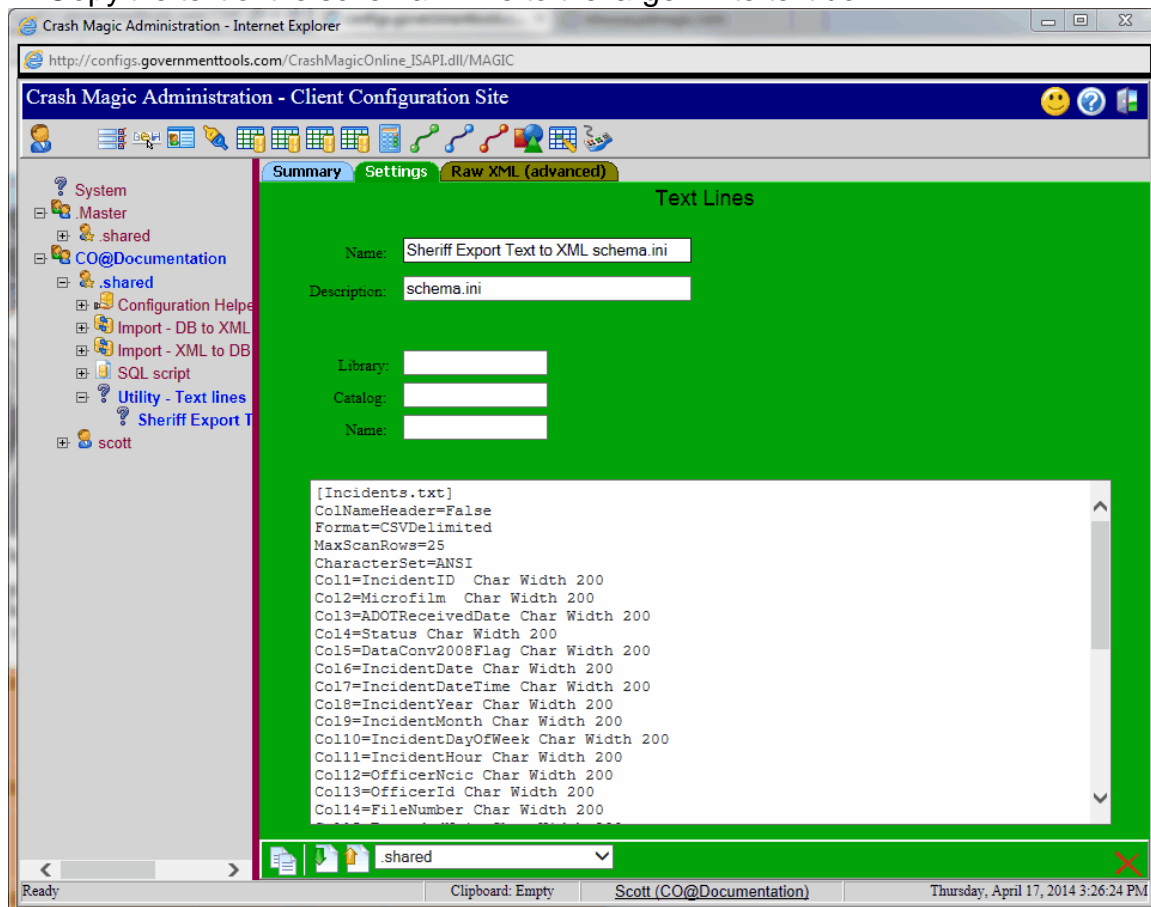 Crash Magic Administration - Internet Explorer
http://configs.governmenttools.com/CrashMagicOnline_ISAPI.dll/MAGIC
Crash Magic Administration - Client Configuration Site
Summary Settings Raw XML (advanced)
System
.Master
.shared
CO@Documentation
.shared
Configuration Helpe
Import - DB to XML
Import - XML to DB
SQL script
Utility - Text lines
Sheriff Export T
scott
Text Lines
Name: Sheriff Export Text to XML schema.ini
Description: schema.ini
Library:
Catalog:
Name:
[Incidents.txt]
ColNameHeader=False
Format=CSVDelimited
MaxScanRows=25
CharacterSet=ANSI
Col1=IncidentID  Char Width 200
Col2=Microfilm  Char Width 200
Col3=ADOTReceivedDate Char Width 200
Col4=Status Char Width 200
Col5=DataConv2008Flag Char Width 200
Col6=IncidentDate Char Width 200
Col7=IncidentDateTime Char Width 200
Col8=IncidentYear Char Width 200
Col9=IncidentMonth Char Width 200
Col10=IncidentDayOfWeek Char Width 200
Col11=IncidentHour Char Width 200
Col12=OfficerNcic Char Width 200
Col13=OfficerId Char Width 200
Col14=FileNumber Char Width 200
.shared
Ready
Clipboard: Empty
Scott (CO@Documentation)
Thursday, April 17, 2014 3:26:24 PM